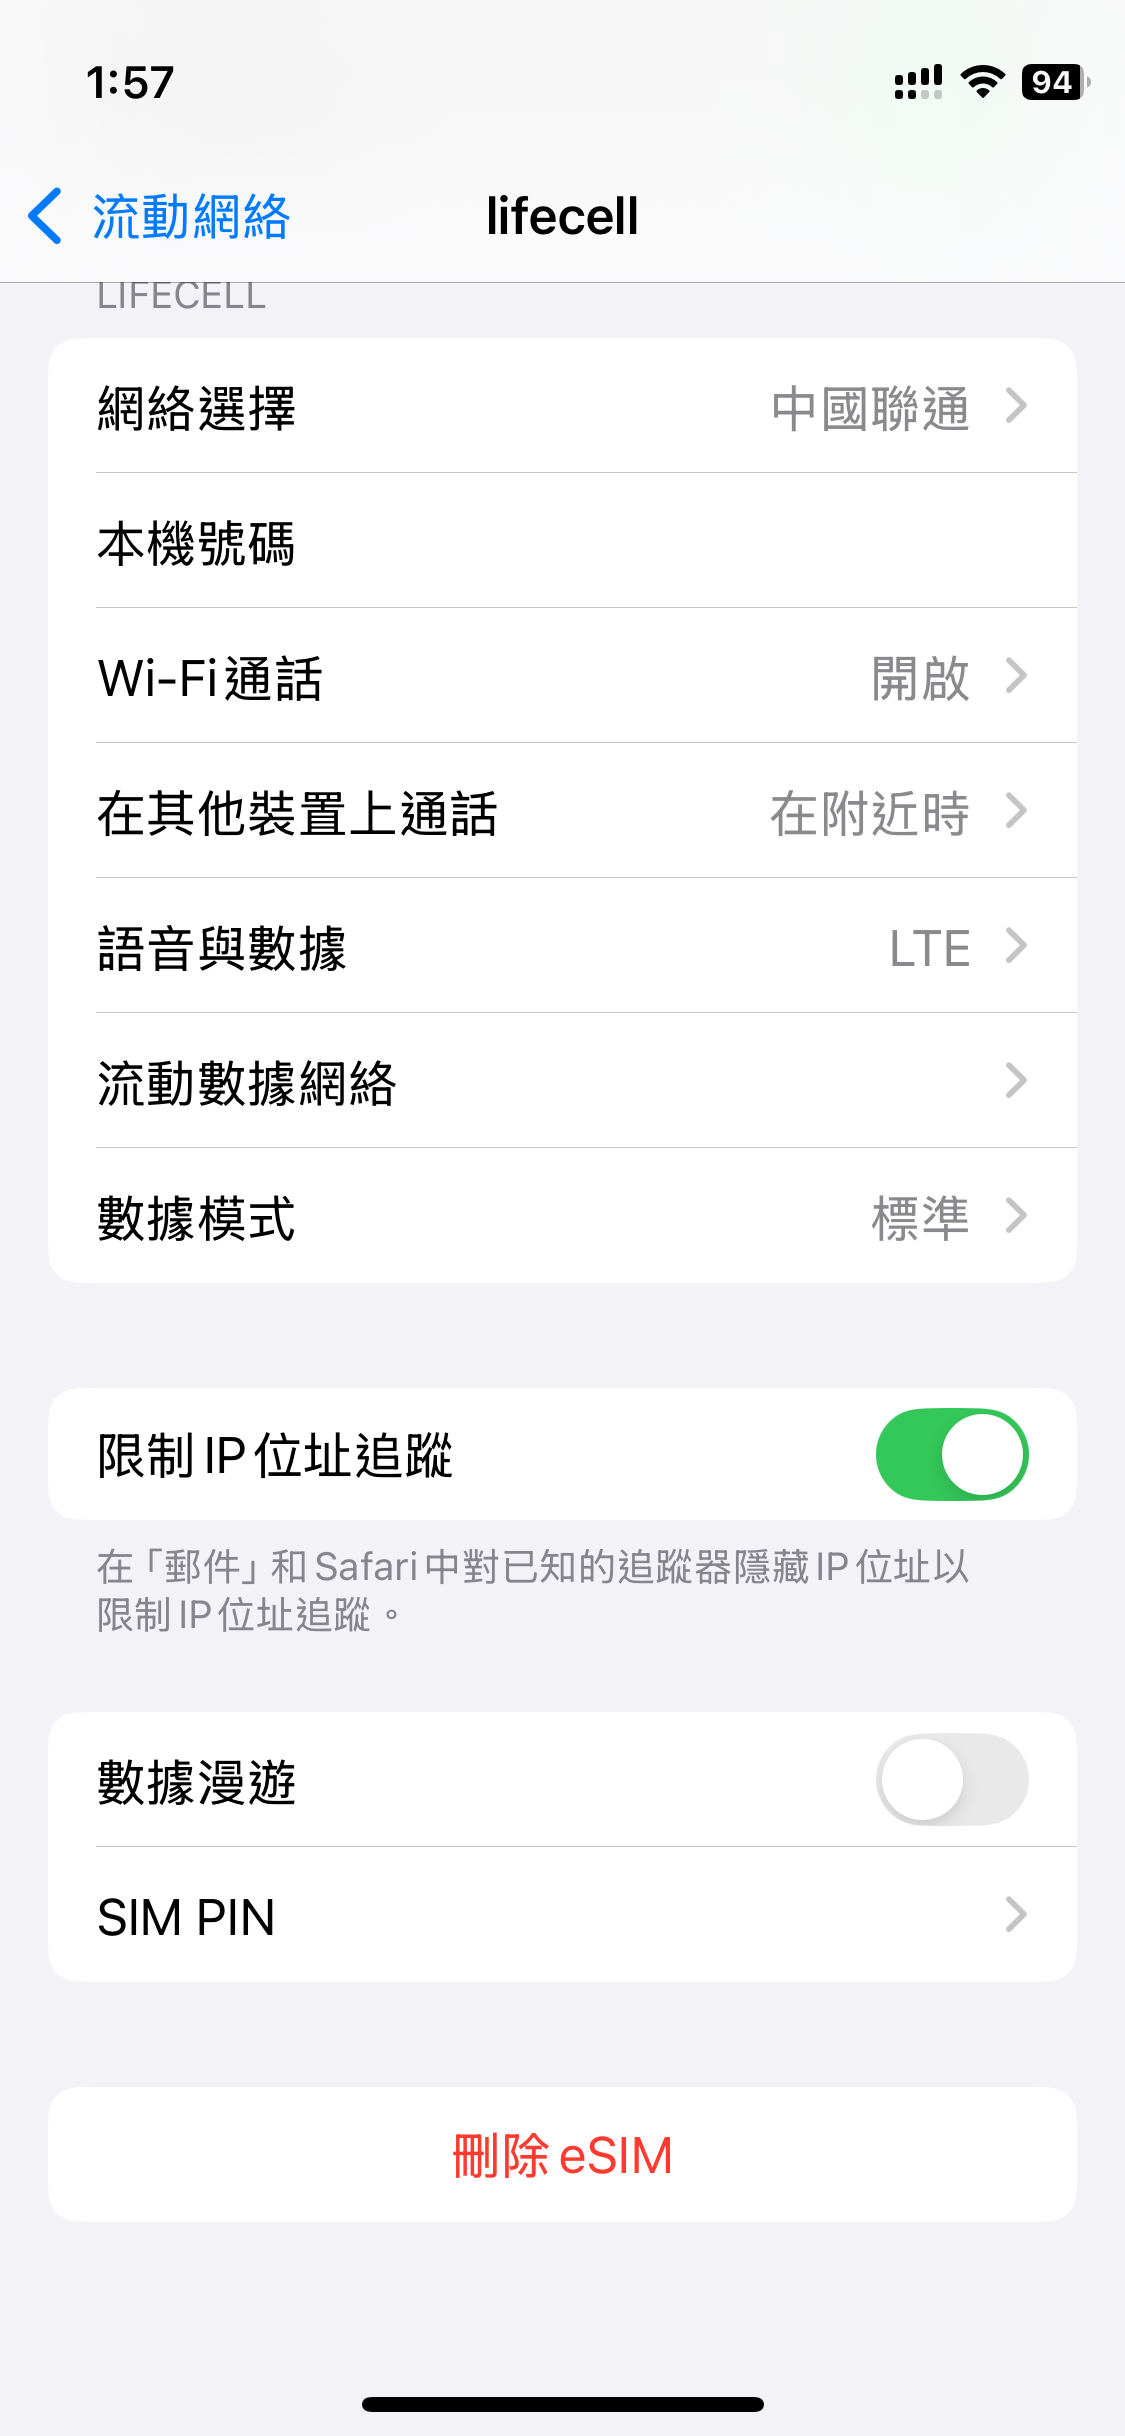 1:57
94
流動網絡
lifecell
LIFECELL
網絡選擇
中國聯通
本機號碼
Wi-Fi通話
開啟
在其他裝置上通話
在附近時
語音與數據
LTE
流動數據網絡
數據模式
標準
限制IP位址追蹤
在「郵件」和Safari中對已知的追蹤器隱藏IP位址以
限制IP位址追蹤。
數據漫遊
SIM PIN
刪除eSIM